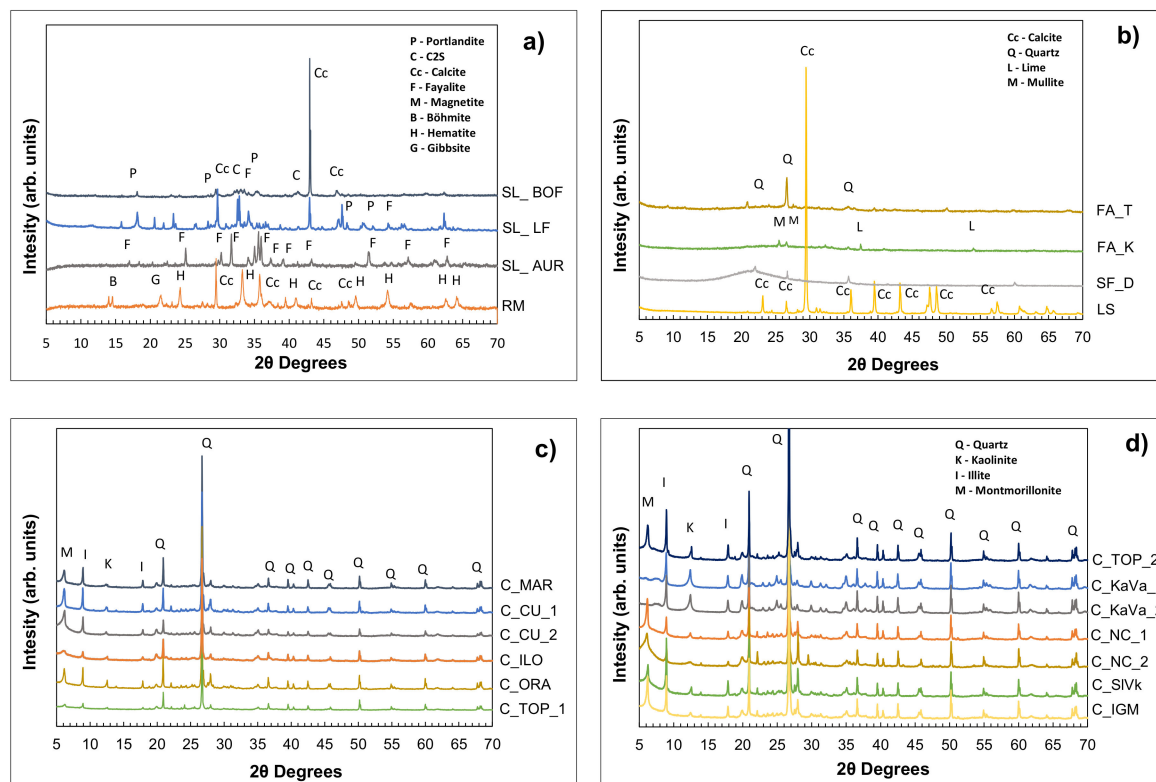 a)
P - Portlandite
C - C2S
Cc - Calcite
F - Fayalite
M - Magnetite
B - Böhmite
H - Hematite
G - Gibbsite
Cc
P P Cc C F P C Cc
SL_ BOF
P P F
SL_ LF
F F F F F F F F F F
SL_ AUR
B G H Cc H Cc H Cc Cc H H H H
RM
5 10 15 20 25 30 35 40 45 50 55 60 65 70
2θ Degrees
Intesity (arb. units)
b)
Cc - Calcite
Q - Quartz
L - Lime
M - Mullite
Cc
Q Q Q
FA_T
M M L L
FA_K
SF_D
Cc Cc Cc Cc Cc Cc Cc Cc
LS
5 10 15 20 25 30 35 40 45 50 55 60 65 70
2θ Degrees
Intesity (arb. units)
c)
Q
M I K I Q Q Q Q Q Q Q Q Q
C_MAR
C_CU_1
C_CU_2
C_ILO
C_ORA
C_TOP_1
5 10 15 20 25 30 35 40 45 50 55 60 65 70
2θ Degrees
Intesity (arb. units)
d)
Q - Quartz
K - Kaolinite
I - Illite
M - Montmorillonite
M I K I Q Q Q Q Q Q Q Q Q Q
C_TOP_2
C_KaVa_
C_KaVa_
C_NC_1
C_NC_2
C_SlVk
C_IGM
5 10 15 20 25 30 35 40 45 50 55 60 65 70
2θ Degrees
Intesity (arb. units)